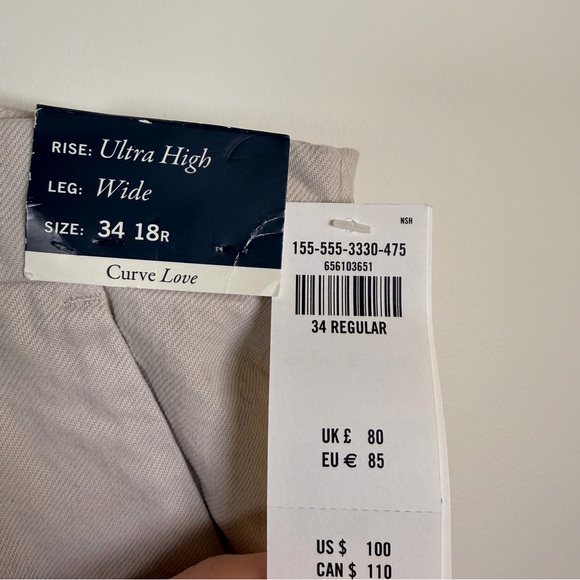 RISE: Ultra High
LEG: Wide
SIZE: 34 18R
Curve Love
NSH
155-555-3330-475
656103651
34 REGULAR
UK £ 80
EU € 85
US $ 100
CAN $ 110